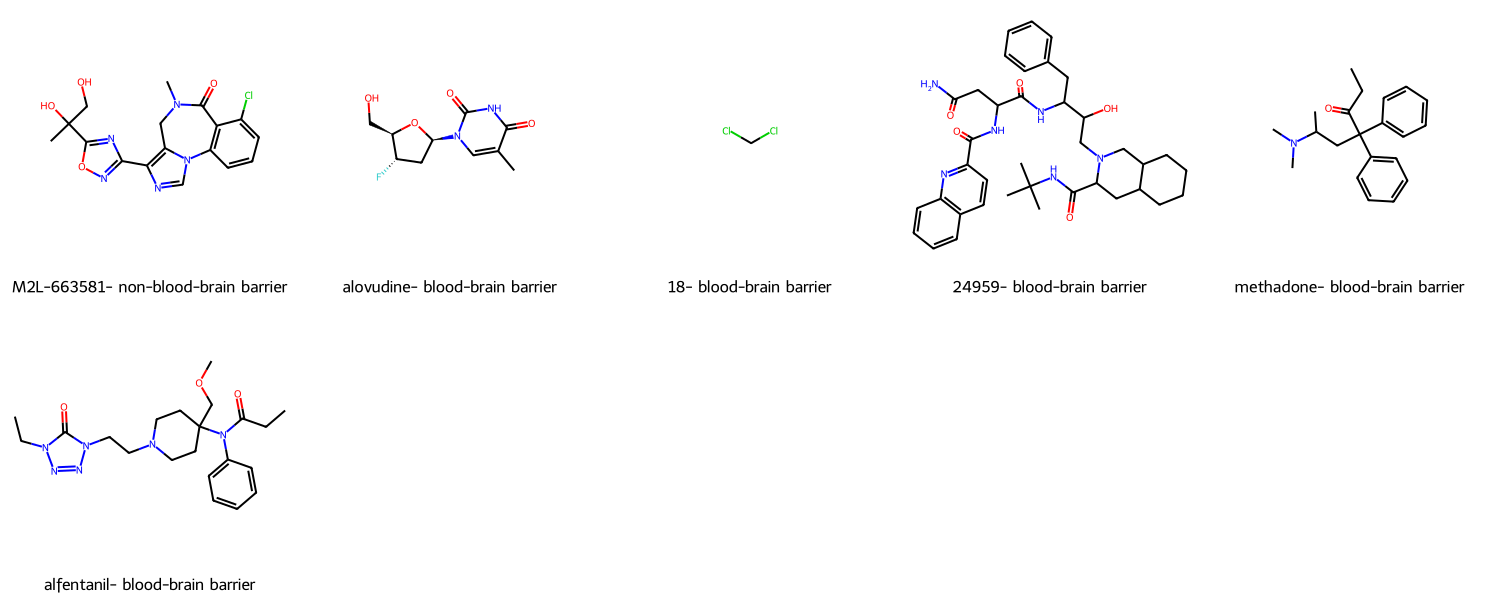 M2L-663581- non-blood-brain barrier
alovudine- blood-brain barrier
18- blood-brain barrier
24959- blood-brain barrier
methadone- blood-brain barrier
alfentanil- blood-brain barrier
OH
HO
N
O
Cl
N
O
N
N
N
N
OH
O
O
NH
O
N
F
Cl
Cl
H₂N
O
O
N
H
OH
O
NH
N
N
H
N
O
O
N
O
O
N
N
N
N
N
O
O
N